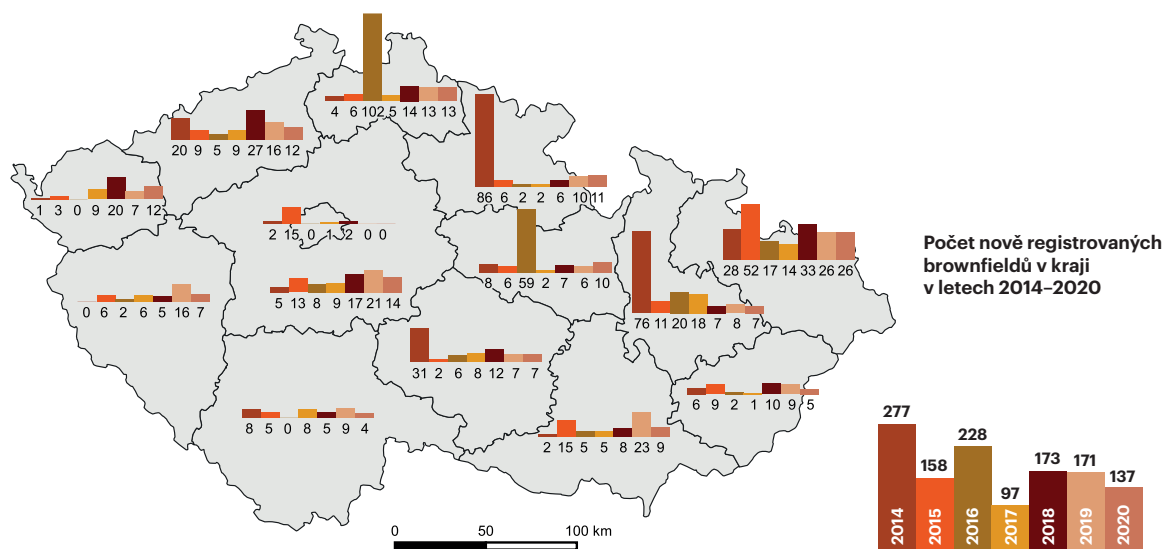 4 6 102 5 14 13 13
20 9 5 9 27 16 12
86 6 2 2 6 10 11
1 3 0 9 20 7 12
2 15 0 1 2 0 0
28 52 17 14 33 26 26
Počet nově registrovaných
brownfieldů v kraji
v letech 2014–2020
8 6 59 2 7 6 10
5 13 8 9 17 21 14
0 6 2 6 5 16 7
76 11 20 18 7 8 7
31 2 6 8 12 7 7
6 9 2 1 10 9 5
8 5 0 8 5 9 4
2 15 5 5 8 23 9
277 158 228 97 173 171 137
2014 2015 2016 2017 2018 2019 2020
0 50 100 km